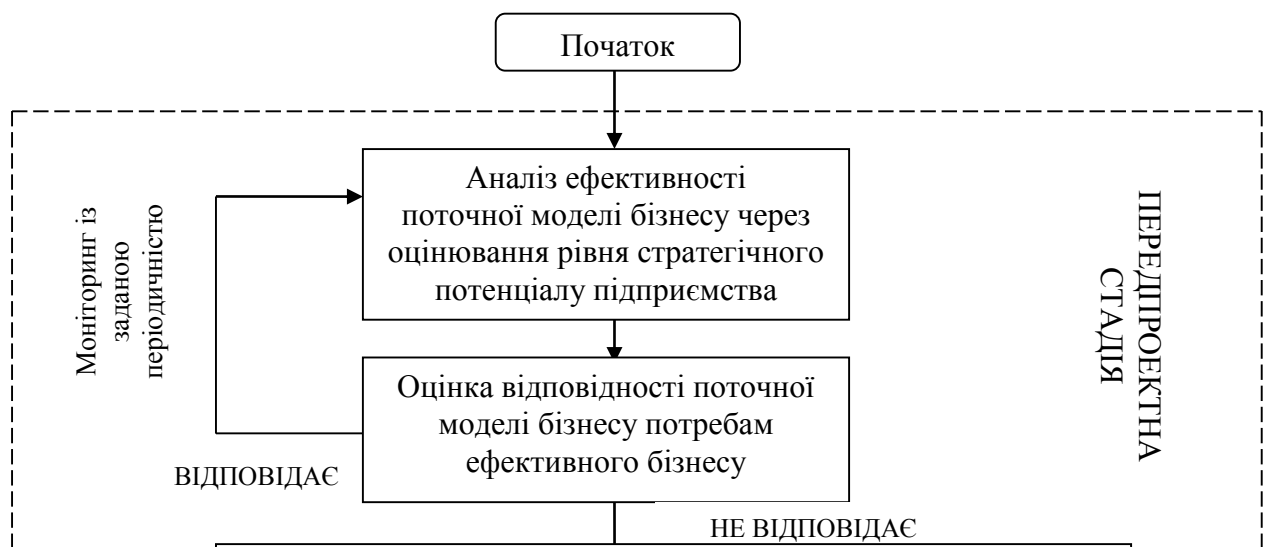 Початок
Аналіз ефективності
поточної моделі бізнесу через
оцінювання рівня стратегічного
потенціалу підприємства
Моніторинг із
заданою
періодичністю
ПЕРЕДПРОЕКТНА
СТАДІЯ
Оцінка відповідності поточної
моделі бізнесу потребам
ефективного бізнесу
ВІДПОВІДАЄ
НЕ ВІДПОВІДАЄ